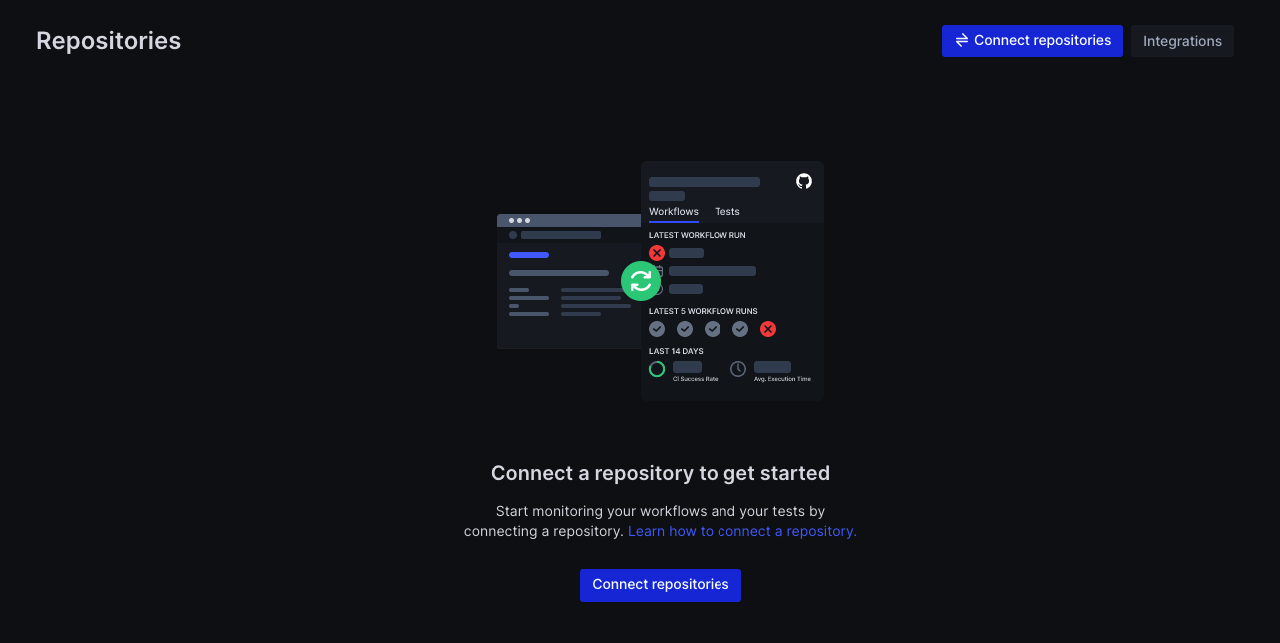 Repositories
Connect repositories
Integrations
Workflows Tests
LATEST WORKFLOW RUN
LATEST 5 WORKFLOW RUNS
LAST 14 DAYS
CI Success Rate Avg. Execution Time
Connect a repository to get started
Start monitoring your workflows and your tests by
connecting a repository. Learn how to connect a repository.
Connect repositories